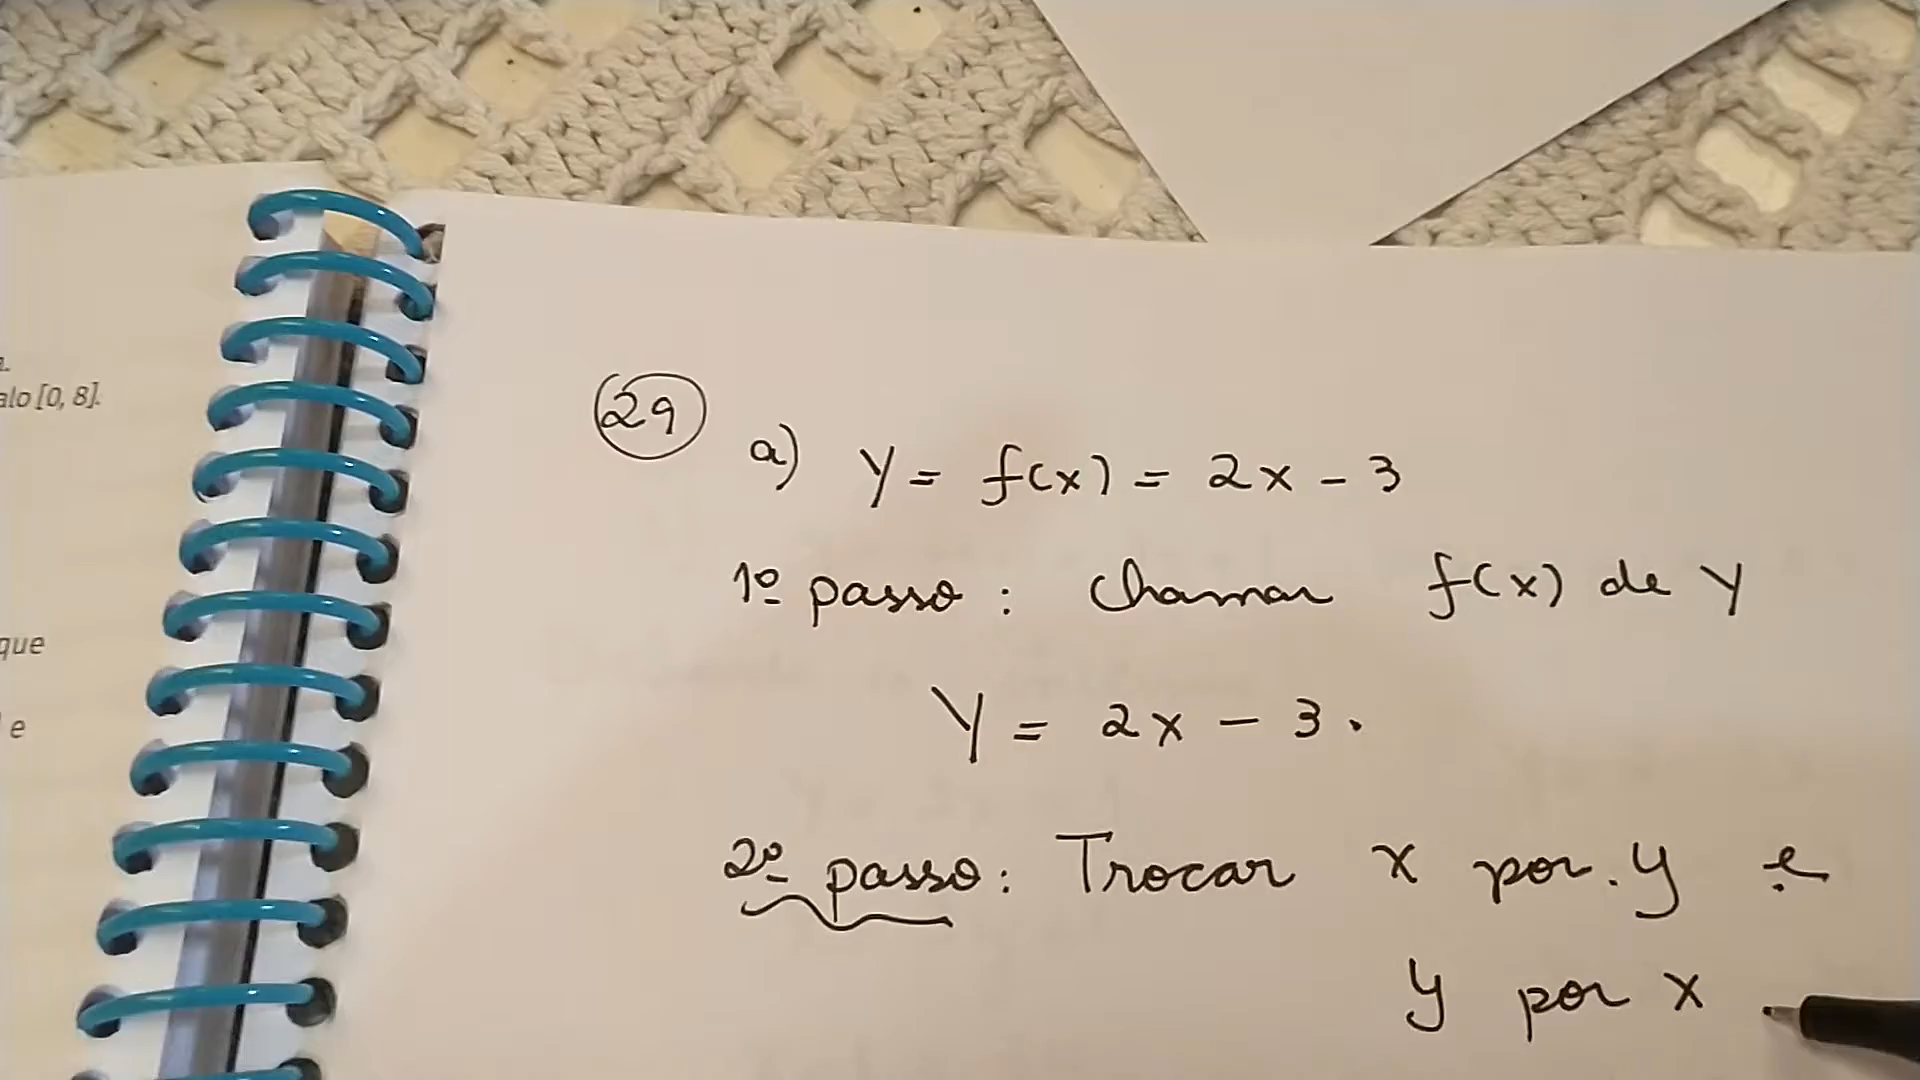 alo [0, 8].
que
e
29
a) Y = f(x) = 2x - 3
1º passo: Chamar f(x) de Y
Y = 2x - 3.
2º passo: Trocar x por. y e
y por x